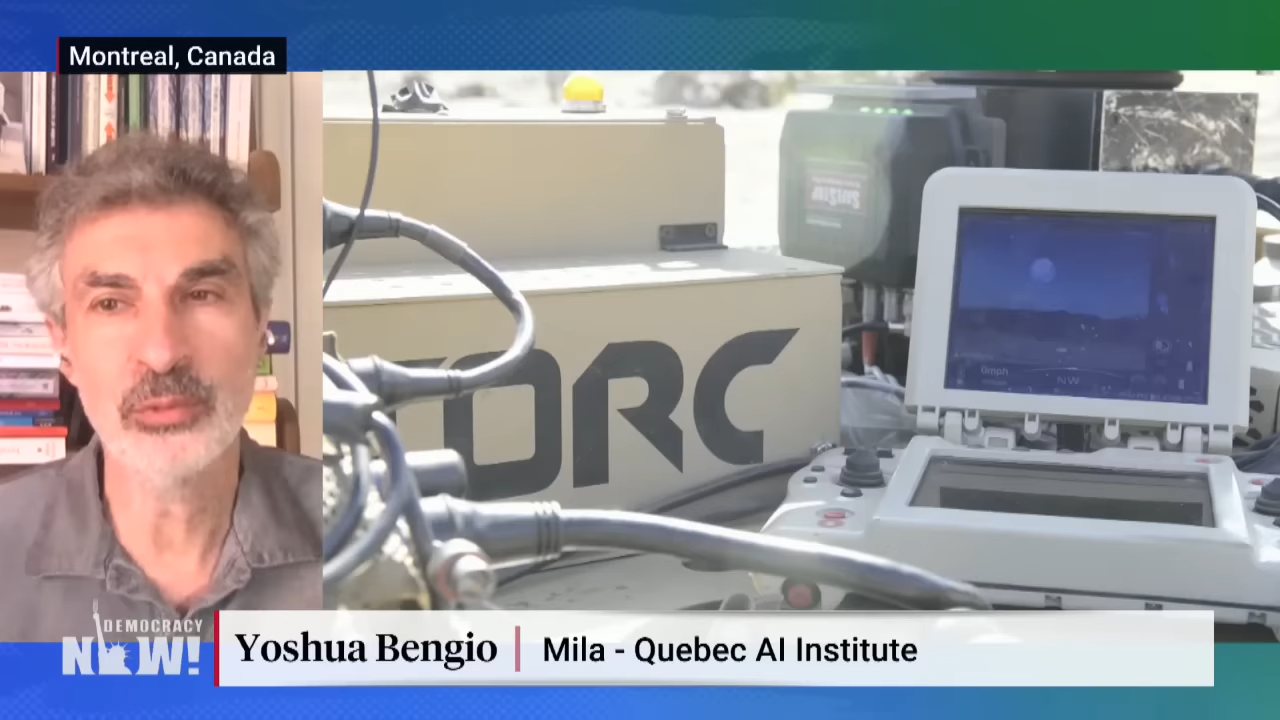 Montreal, Canada
TORC
0mph
NW
DEMOCRACY
NOW!
Yoshua Bengio | Mila - Quebec AI Institute